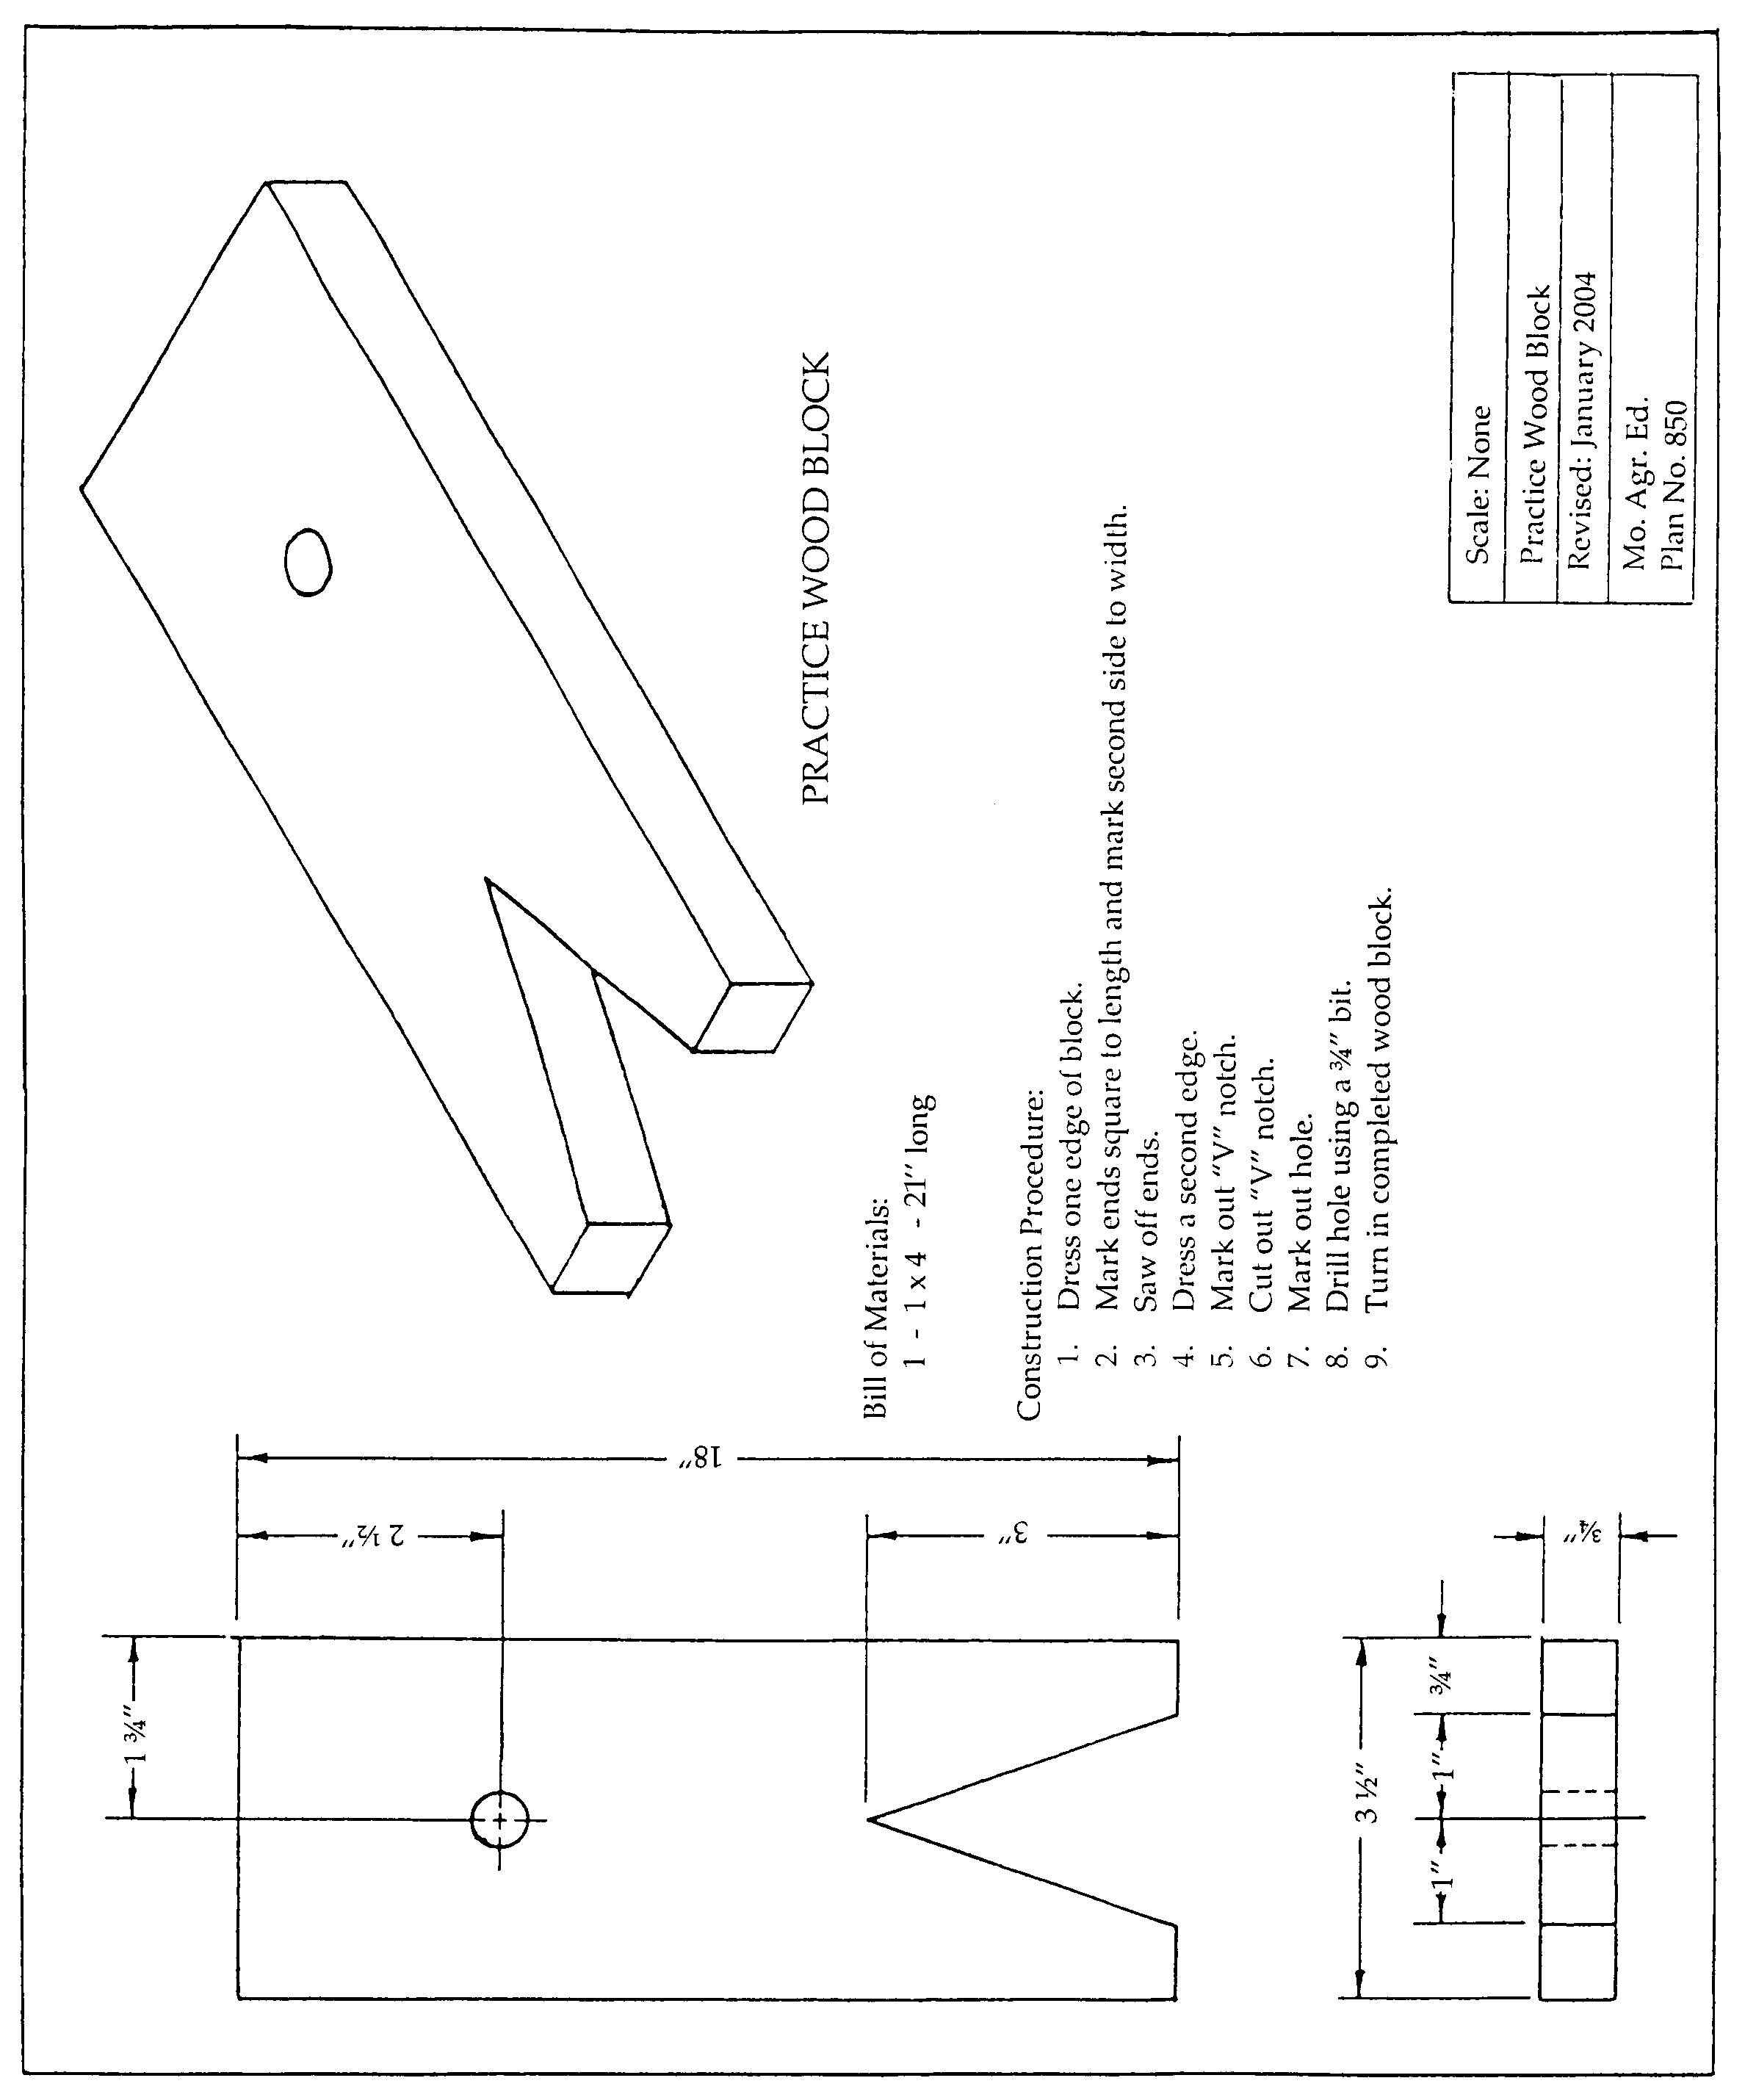 PRACTICE WOOD BLOCK
Bill of Materials:
1 - 1 x 4 - 21" long
Construction Procedure:
1. Dress one edge of block.
2. Mark ends square to length and mark second side to width.
3. Saw off ends.
4. Dress a second edge.
5. Mark out "V" notch.
6. Cut out "V" notch.
7. Mark out hole.
8. Drill hole using a ¾" bit.
9. Turn in completed wood block.
1 ¾"
2 ½"
18"
3"
3 ½"
1"
1"
¾"
¾"
Scale: None
Practice Wood Block
Revised: January 2004
Mo. Agr. Ed.
Plan No. 850